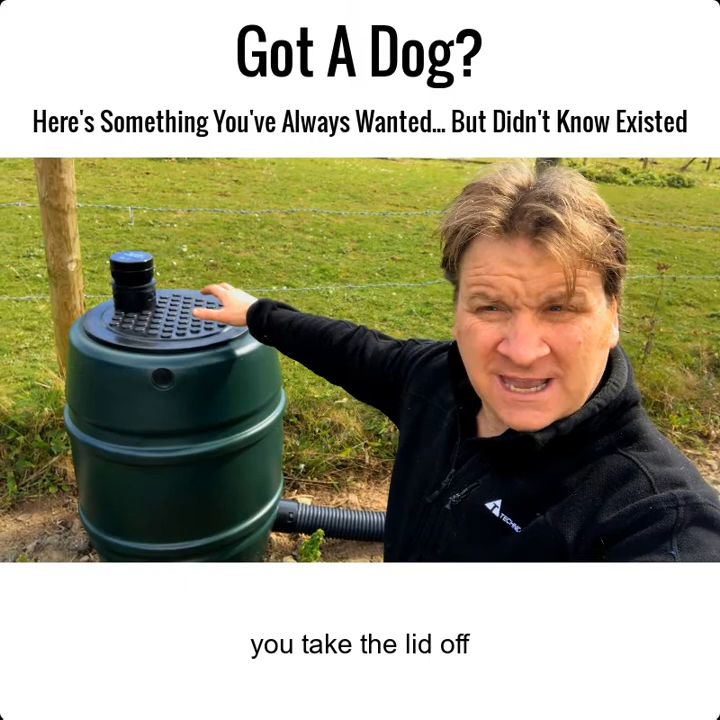 Got A Dog?
Here's Something You've Always Wanted... But Didn't Know Existed
you take the lid off